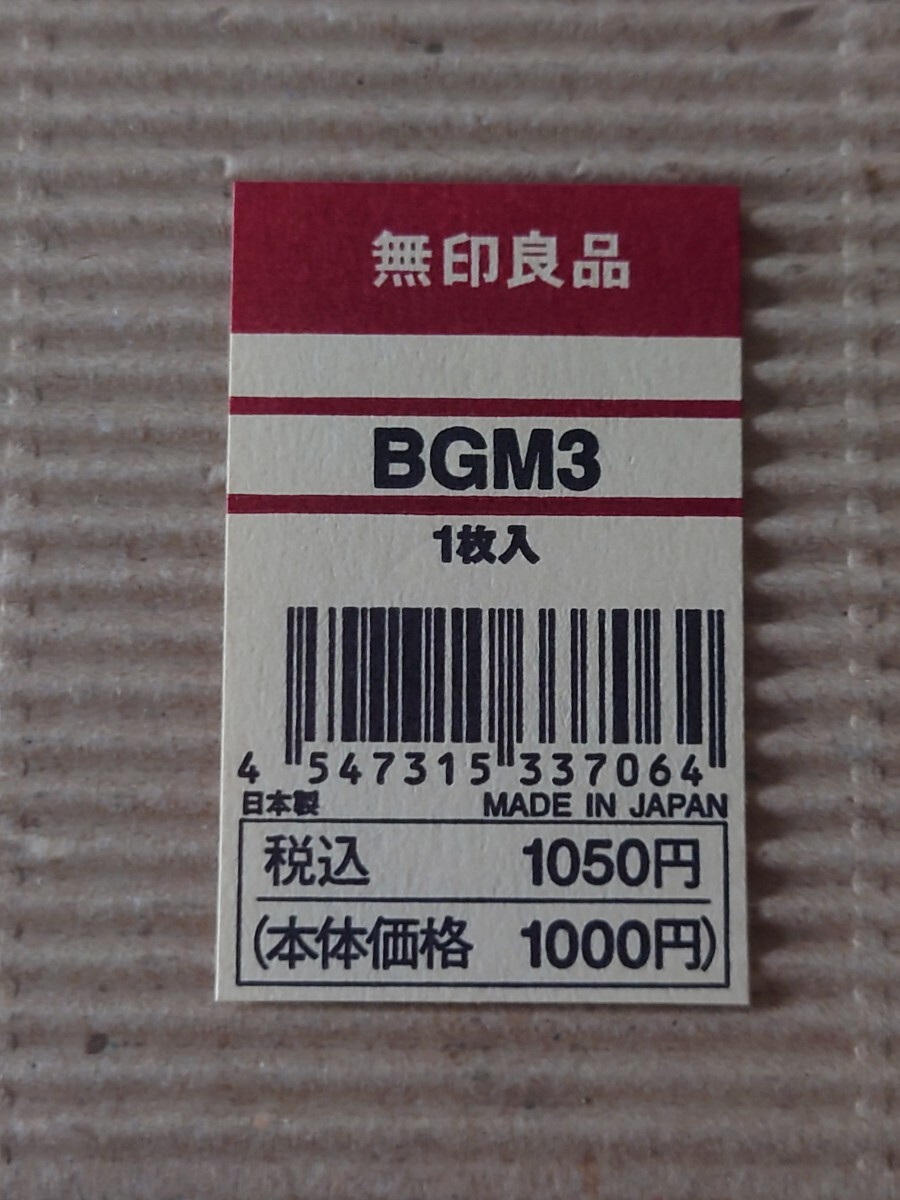 無印良品
BGM3
1枚入
4 547315 337064
日本製 MADE IN JAPAN
税込 1050円
(本体価格 1000円)